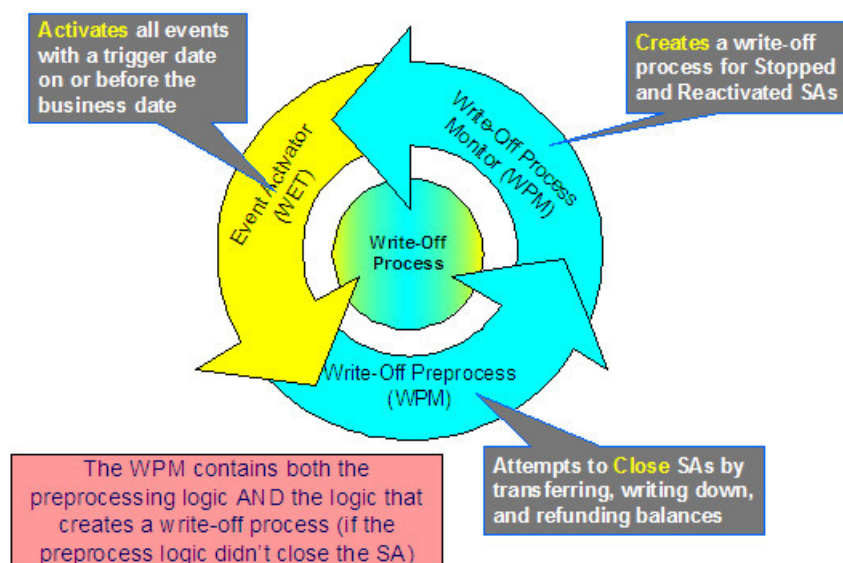 Activates all events
with a trigger date
on or before the
business date
Creates a write-off
process for Stopped
and Reactivated SAs
Write-Off Process
Monitor (WPM)
Event Activator
(WET)
Write-Off
Process
Write-Off Preprocess
(WPM)
Attempts to Close SAs by
transferring, writing down,
and refunding balances
The WPM contains both the
preprocessing logic AND the logic that
creates a write-off process (if the
preprocess logic didn't close the SA)